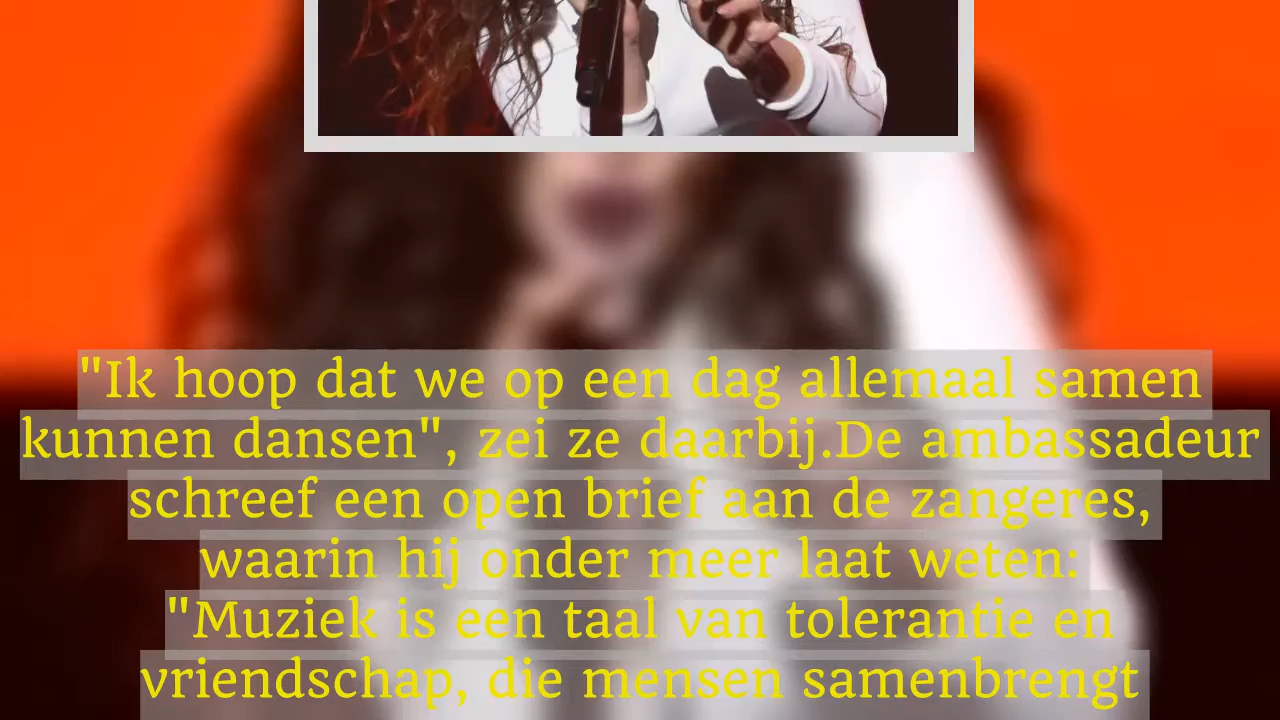 "Ik hoop dat we op een dag allemaal samen
kunnen dansen", zei ze daarbij.De ambassadeur
schreef een open brief aan de zangeres,
waarin hij onder meer laat weten:
"Muziek is een taal van tolerantie en
vriendschap, die mensen samenbrengt